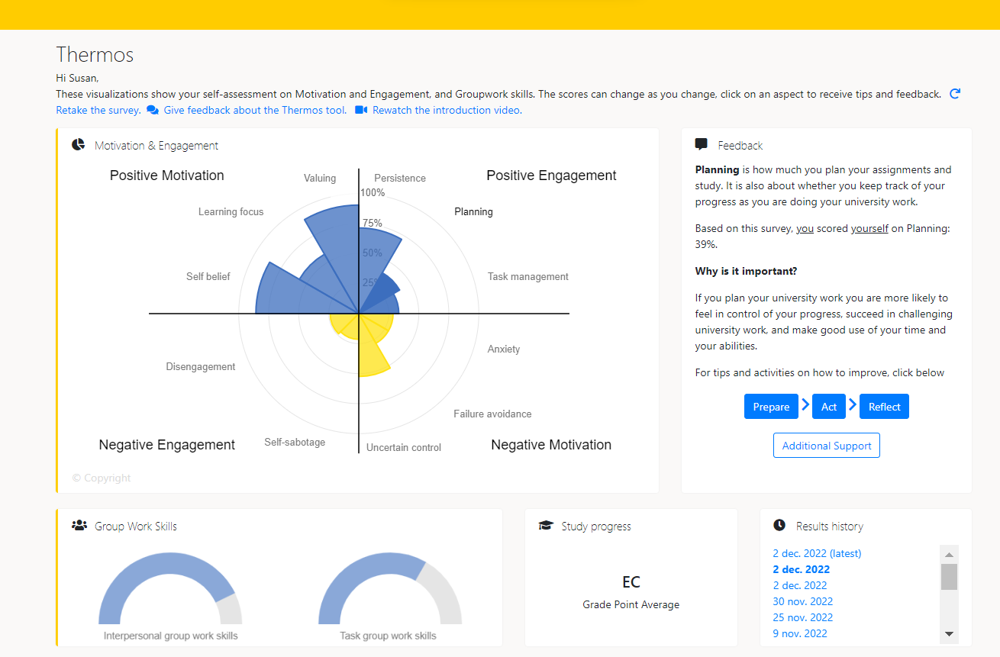 Thermos
Hi Susan,
These visualizations show your self-assessment on Motivation and Engagement, and Groupwork skills. The scores can change as you change, click on an aspect to receive tips and feedback.
Retake the survey. Give feedback about the Thermos tool. Rewatch the introduction video.
Motivation & Engagement
Positive Motivation
Valuing
Persistence
Positive Engagement
100%
Learning focus
Planning
75%
50%
Self belief
Task management
25%
Anxiety
Disengagement
Failure avoidance
Negative Engagement
Self-sabotage
Uncertain control
Negative Motivation
© Copyright
Feedback
Planning is how much you plan your assignments and
study. It is also about whether you keep track of your
progress as you are doing your university work.
Based on this survey, you scored yourself on Planning:
39%.
Why is it important?
If you plan your university work you are more likely to
feel in control of your progress, succeed in challenging
university work, and make good use of your time and
your abilities.
For tips and activities on how to improve, click below
Prepare
Act
Reflect
Additional Support
Group Work Skills
Interpersonal group work skills
Task group work skills
Study progress
EC
Grade Point Average
Results history
2 dec. 2022 (latest)
2 dec. 2022
2 dec. 2022
30 nov. 2022
25 nov. 2022
9 nov. 2022